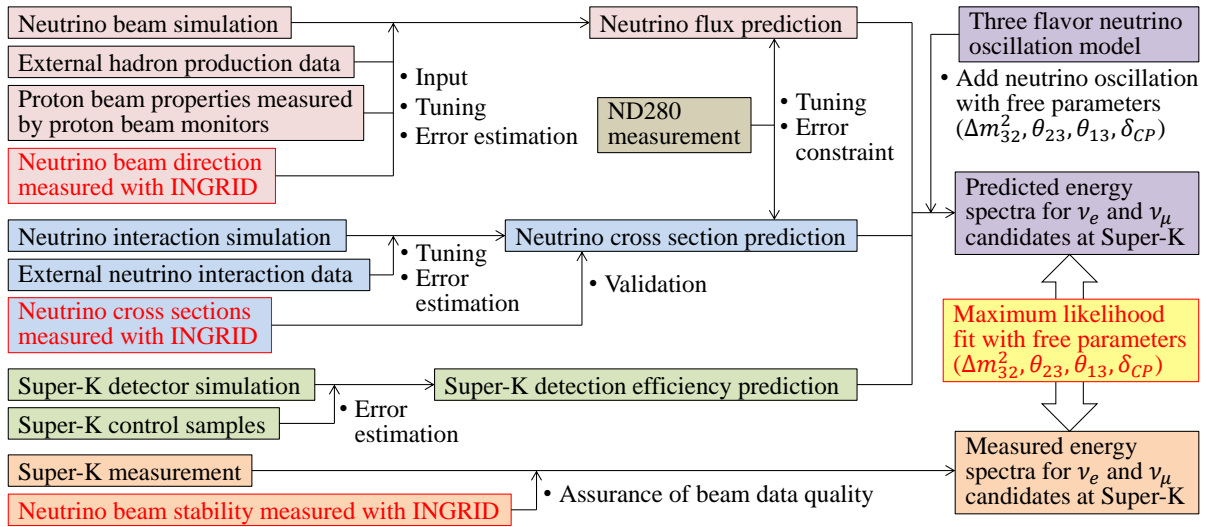 Neutrino beam simulation
External hadron production data
Proton beam properties measured
by proton beam monitors
Neutrino beam direction
measured with INGRID
• Input
• Tuning
• Error estimation
Neutrino flux prediction
ND280
measurement
• Tuning
• Error
constraint
Three flavor neutrino
oscillation model
• Add neutrino oscillation
with free parameters
(Δm²₃₂, θ₂₃, θ₁₃, δ_CP)
Neutrino interaction simulation
External neutrino interaction data
Neutrino cross sections
measured with INGRID
• Tuning
• Error
estimation
Neutrino cross section prediction
• Validation
Predicted energy
spectra for νₑ and ν_μ
candidates at Super-K
Maximum likelihood
fit with free parameters
(Δm²₃₂, θ₂₃, θ₁₃, δ_CP)
Super-K detector simulation
Super-K control samples
• Error
estimation
Super-K detection efficiency prediction
Super-K measurement
Neutrino beam stability measured with INGRID
• Assurance of beam data quality
Measured energy
spectra for νₑ and ν_μ
candidates at Super-K